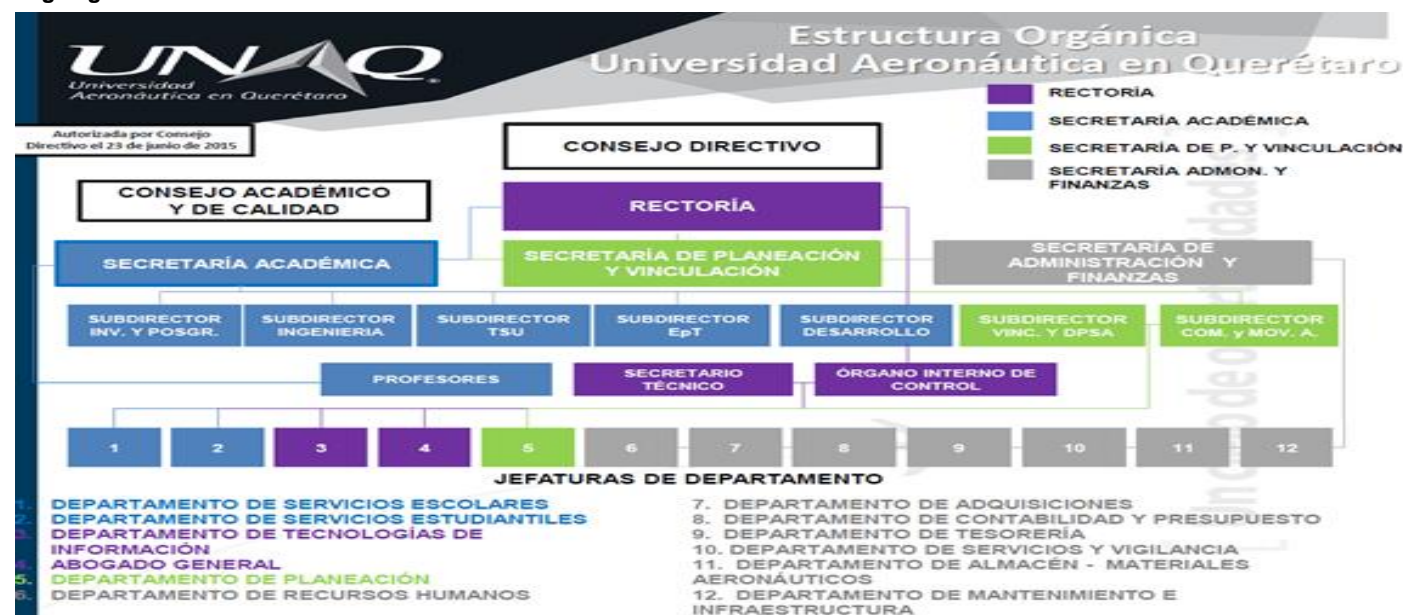 UNAQ
Universidad
Aeronáutica en Querétaro
Estructura Orgánica
Universidad Aeronáutica en Querétaro
Autorizada por Consejo
Directivo el 23 de junio de 2015
RECTORÍA
SECRETARÍA ACADÉMICA
SECRETARÍA DE P. Y VINCULACIÓN
SECRETARÍA ADMON. Y
FINANZAS
CONSEJO DIRECTIVO
CONSEJO ACADÉMICO
Y DE CALIDAD
RECTORÍA
SECRETARÍA ACADÉMICA
SECRETARÍA DE PLANEACIÓN
Y VINCULACIÓN
SECRETARÍA DE
ADMINISTRACIÓN Y
FINANZAS
SUBDIRECTOR
INV. Y POSGR.
SUBDIRECTOR
INGENIERIA
SUBDIRECTOR
TSU
SUBDIRECTOR
EpT
SUBDIRECTOR
DESARROLLO
SUBDIRECTOR
VINC. Y DPSA
SUBDIRECTOR
COM. y MOV. A.
PROFESORES
SECRETARIO
TÉCNICO
ÓRGANO INTERNO DE
CONTROL
1 2 3 4 5 6 7 8 9 10 11 12
JEFATURAS DE DEPARTAMENTO
1. DEPARTAMENTO DE SERVICIOS ESCOLARES
2. DEPARTAMENTO DE SERVICIOS ESTUDIANTILES
3. DEPARTAMENTO DE TECNOLOGÍAS DE
INFORMACIÓN
4. ABOGADO GENERAL
5. DEPARTAMENTO DE PLANEACIÓN
6. DEPARTAMENTO DE RECURSOS HUMANOS
7. DEPARTAMENTO DE ADQUISICIONES
8. DEPARTAMENTO DE CONTABILIDAD Y PRESUPUESTO
9. DEPARTAMENTO DE TESORERÍA
10. DEPARTAMENTO DE SERVICIOS Y VIGILANCIA
11. DEPARTAMENTO DE ALMACÉN - MATERIALES
AERONÁUTICOS
12. DEPARTAMENTO DE MANTENIMIENTO E
INFRAESTRUCTURA